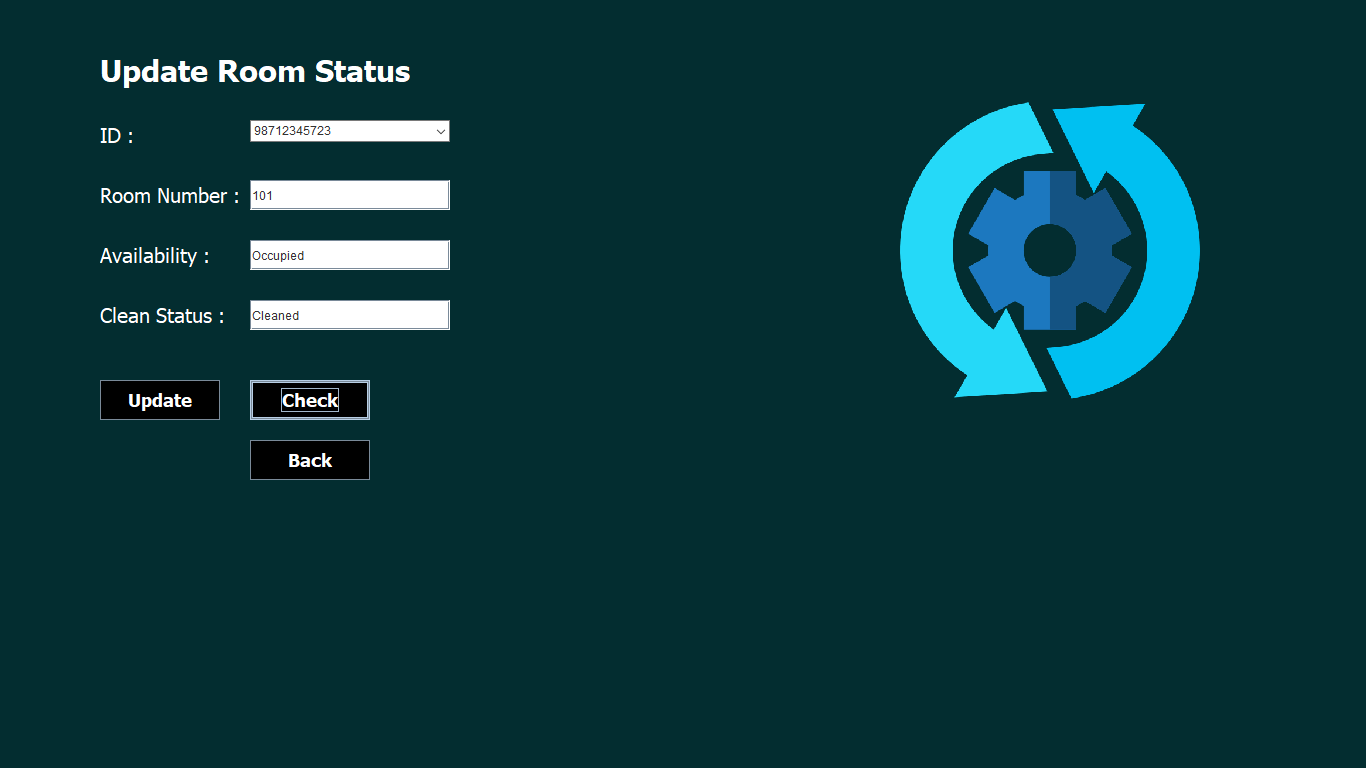 Update Room Status
ID : 98712345723
Room Number : 101
Availability : Occupied
Clean Status : Cleaned
Update Check
Back